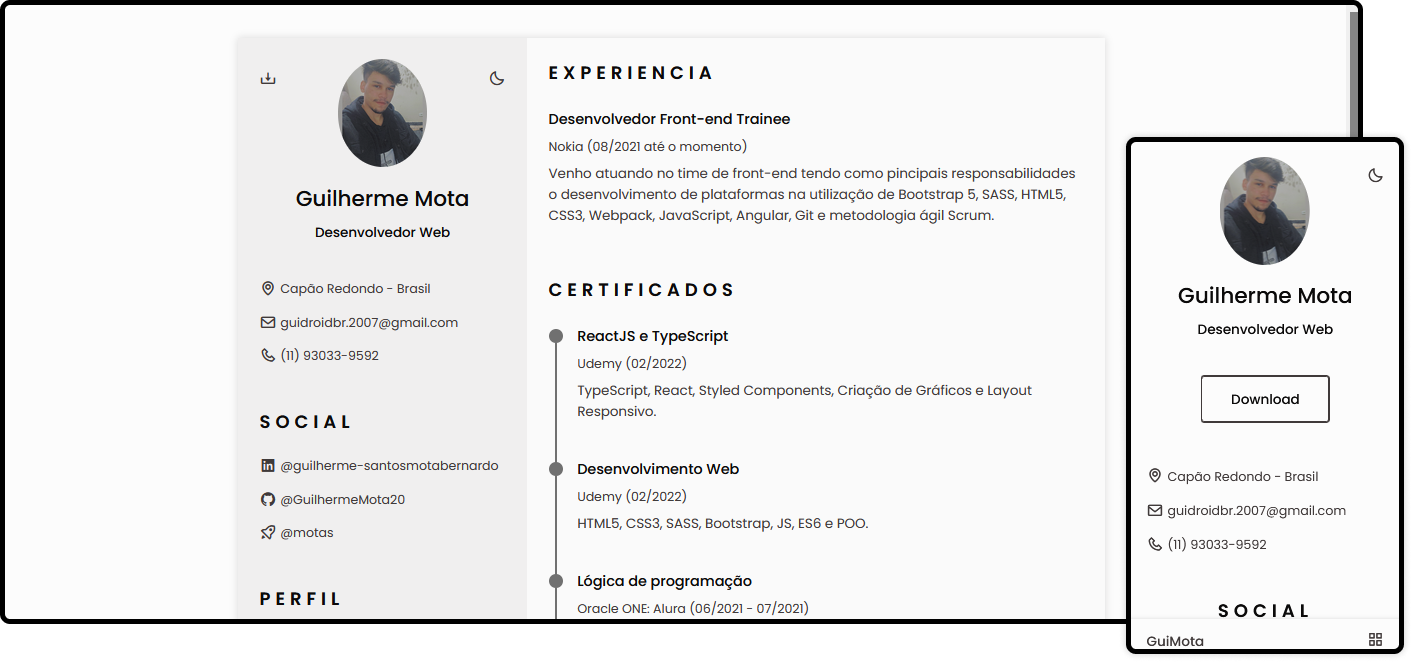 Guilherme Mota
Desenvolvedor Web
Capão Redondo - Brasil
guidroidbr.2007@gmail.com
(11) 93033-9592
SOCIAL
@guilherme-santosmotabernardo
@GuilhermeMota20
@motas
PERFIL
EXPERIENCIA
Desenvolvedor Front-end Trainee
Nokia (08/2021 até o momento)
Venho atuando no time de front-end tendo como pincipais responsabilidades
o desenvolvimento de plataformas na utilização de Bootstrap 5, SASS, HTML5,
CSS3, Webpack, JavaScript, Angular, Git e metodologia ágil Scrum.
CERTIFICADOS
ReactJS e TypeScript
Udemy (02/2022)
TypeScript, React, Styled Components, Criação de Gráficos e Layout
Responsivo.
Desenvolvimento Web
Udemy (02/2022)
HTML5, CSS3, SASS, Bootstrap, JS, ES6 e POO.
Lógica de programação
Oracle ONE: Alura (06/2021 - 07/2021)
Guilherme Mota
Desenvolvedor Web
Download
Capão Redondo - Brasil
guidroidbr.2007@gmail.com
(11) 93033-9592
SOCIAL
GuiMota